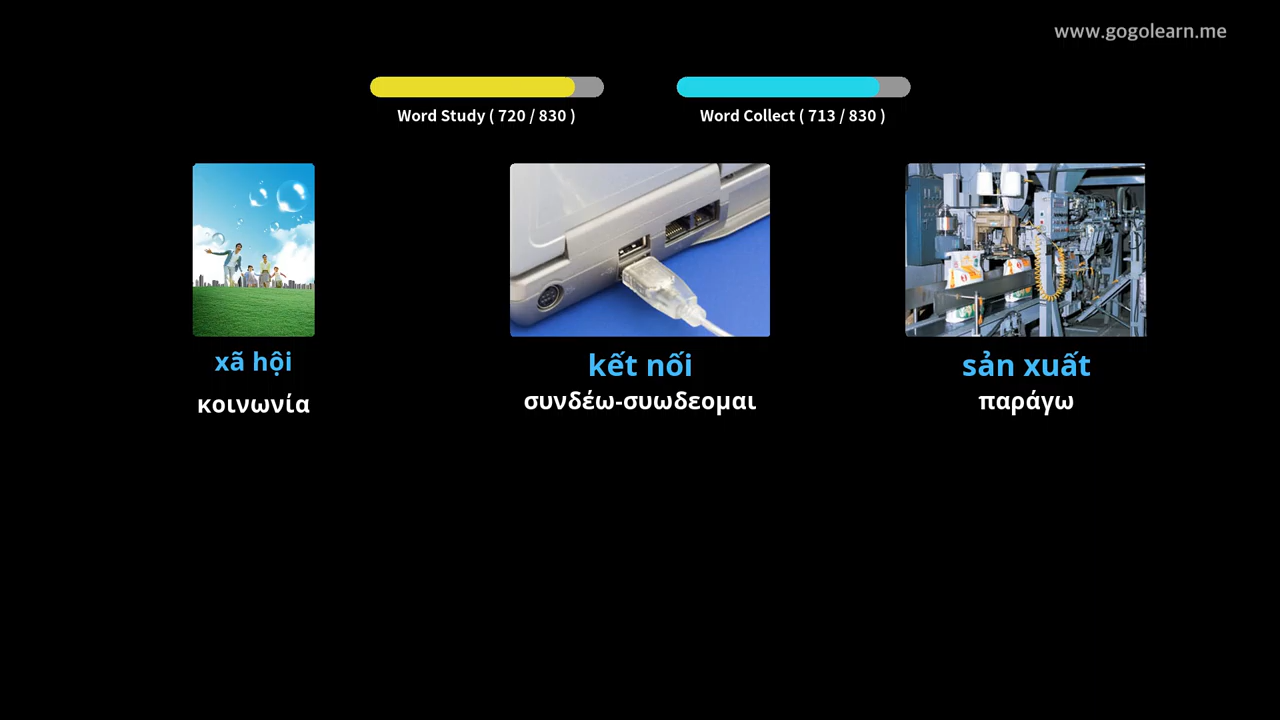 www.gogolearn.me
Word Study ( 720 / 830 )
Word Collect ( 713 / 830 )
xã hội
κοινωνία
kết nối
συνδέω-συωδεομαι
sản xuất
παράγω